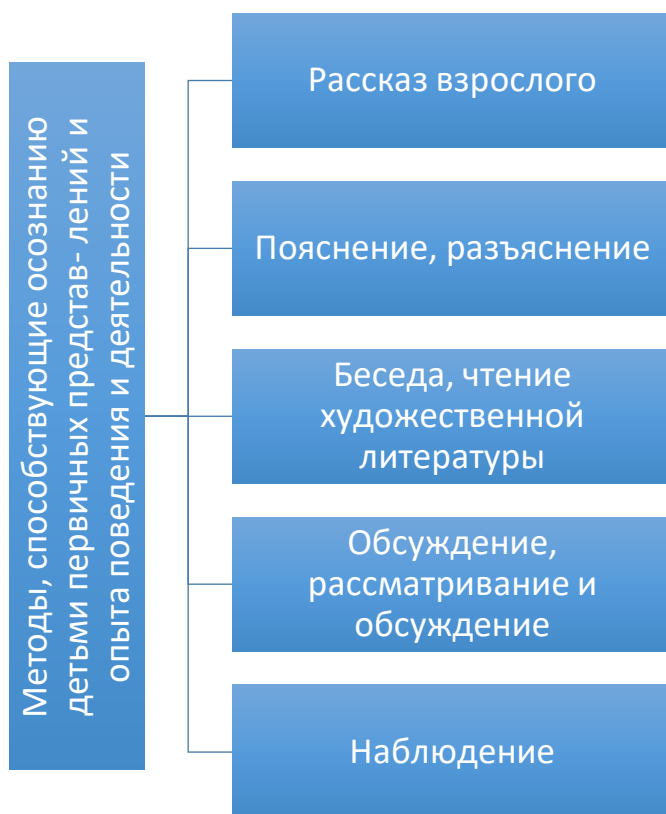 Методы, способствующие осознанию
детьми первичных представ- лений и
опыта поведения и деятельности
Рассказ взрослого
Пояснение, разъяснение
Беседа, чтение
художественной
литературы
Обсуждение,
рассматривание и
обсуждение
Наблюдение